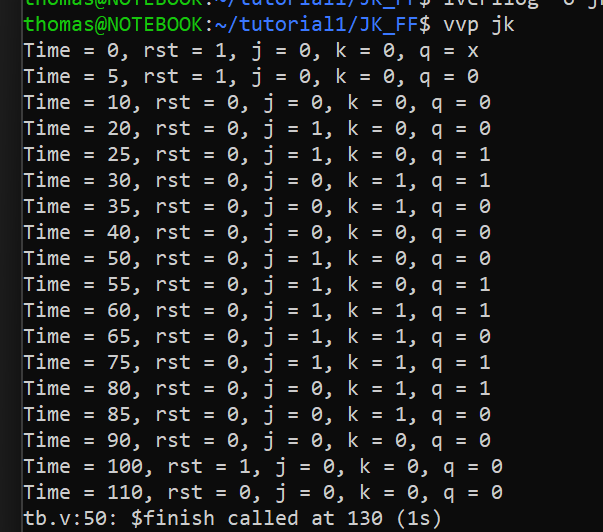 thomas@NOTEBOOK:~/tutorial1/JK_FF$ iverilog -o jk
thomas@NOTEBOOK:~/tutorial1/JK_FF$ vvp jk
Time = 0, rst = 1, j = 0, k = 0, q = x
Time = 5, rst = 1, j = 0, k = 0, q = 0
Time = 10, rst = 0, j = 0, k = 0, q = 0
Time = 20, rst = 0, j = 1, k = 0, q = 0
Time = 25, rst = 0, j = 1, k = 0, q = 1
Time = 30, rst = 0, j = 0, k = 1, q = 1
Time = 35, rst = 0, j = 0, k = 1, q = 0
Time = 40, rst = 0, j = 0, k = 0, q = 0
Time = 50, rst = 0, j = 1, k = 0, q = 0
Time = 55, rst = 0, j = 1, k = 0, q = 1
Time = 60, rst = 0, j = 1, k = 1, q = 1
Time = 65, rst = 0, j = 1, k = 1, q = 0
Time = 75, rst = 0, j = 1, k = 1, q = 1
Time = 80, rst = 0, j = 0, k = 1, q = 1
Time = 85, rst = 0, j = 0, k = 1, q = 0
Time = 90, rst = 0, j = 0, k = 0, q = 0
Time = 100, rst = 1, j = 0, k = 0, q = 0
Time = 110, rst = 0, j = 0, k = 0, q = 0
tb.v:50: $finish called at 130 (1s)